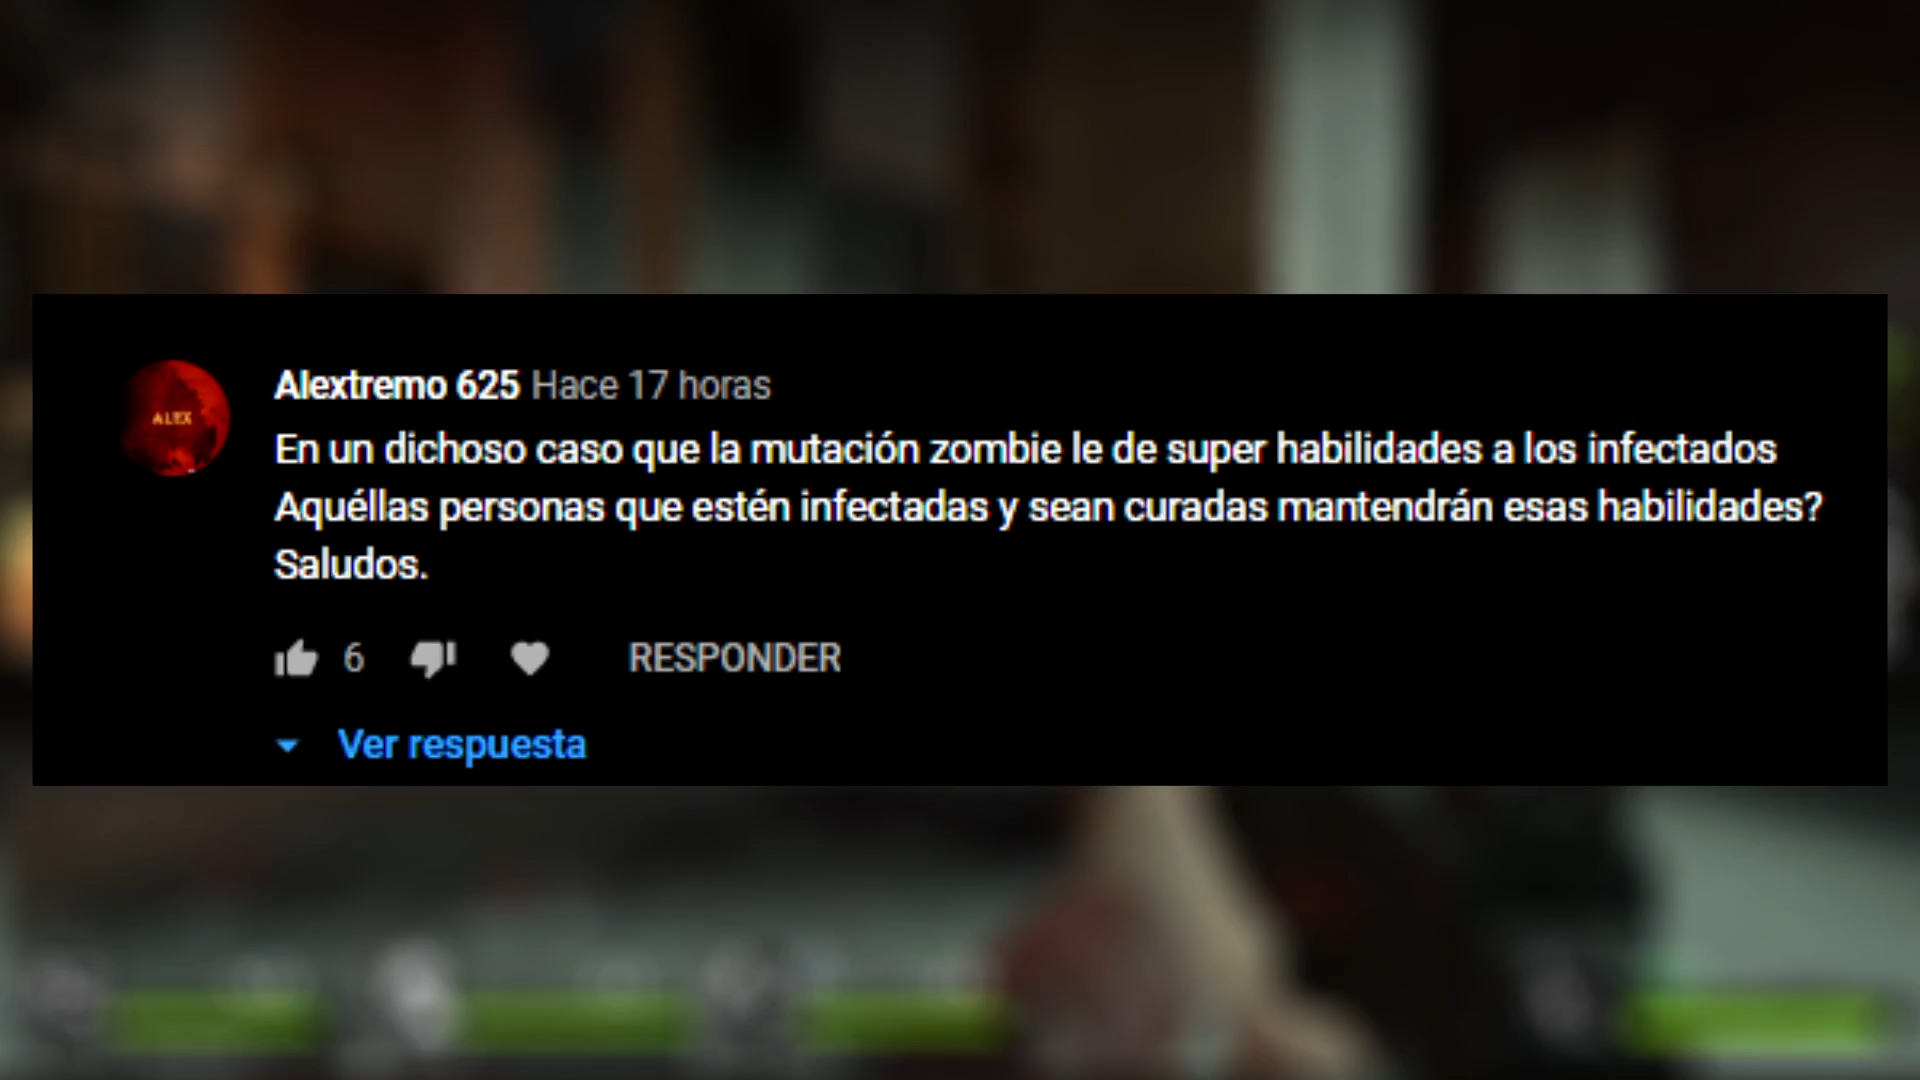 ALEX
Alextremo 625 Hace 17 horas
En un dichoso caso que la mutación zombie le de super habilidades a los infectados
Aquéllas personas que estén infectadas y sean curadas mantendrán esas habilidades?
Saludos.
6 RESPONDER
Ver respuesta